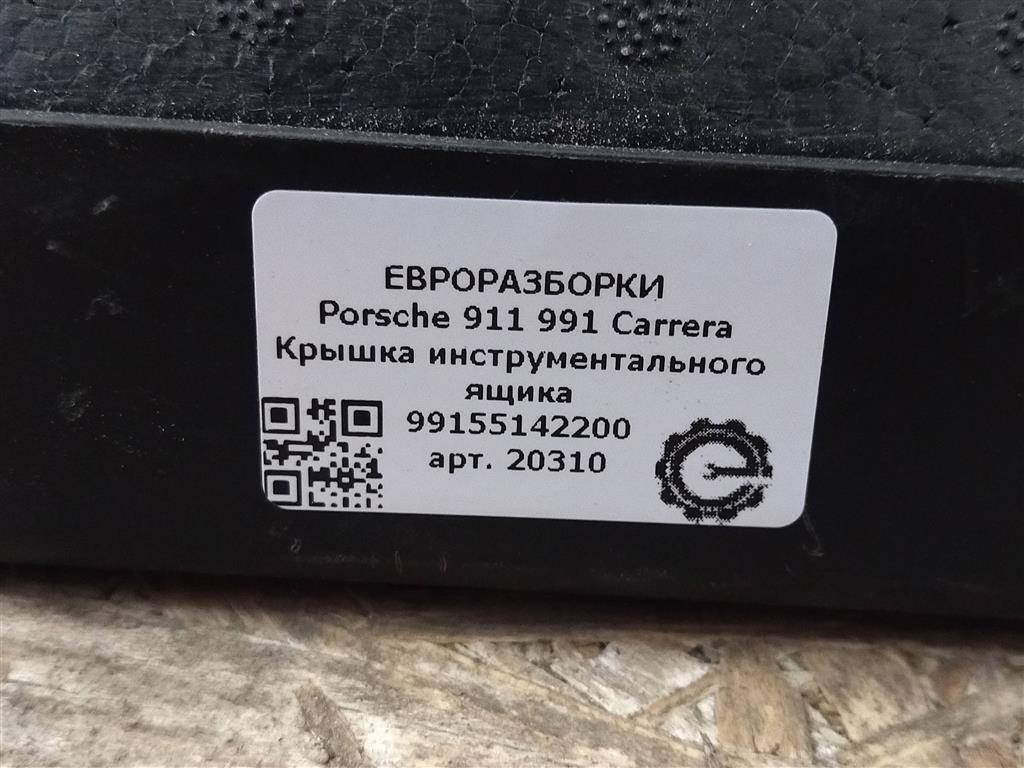 ЕВРОРАЗБОРКИ
Porsche 911 991 Carrera
Крышка инструментального
ящика
99155142200
арт. 20310